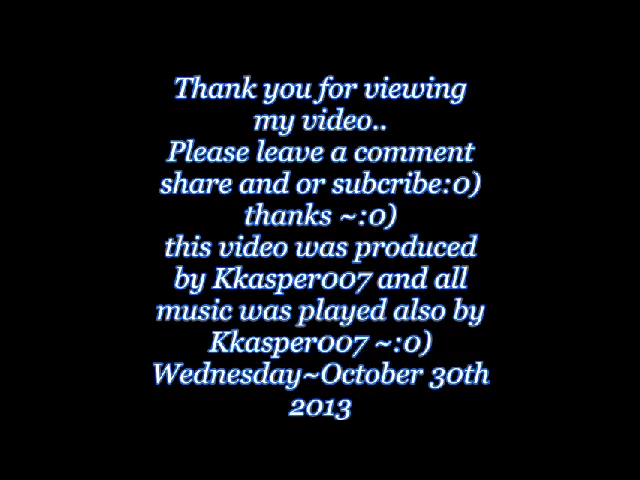 Thank you for viewing
my video..
Please leave a comment
share and or subcribe:0)
thanks ~:0)
this video was produced
by Kkasper007 and all
music was played also by
Kkasper007 ~:0)
Wednesday~October 30th
2013